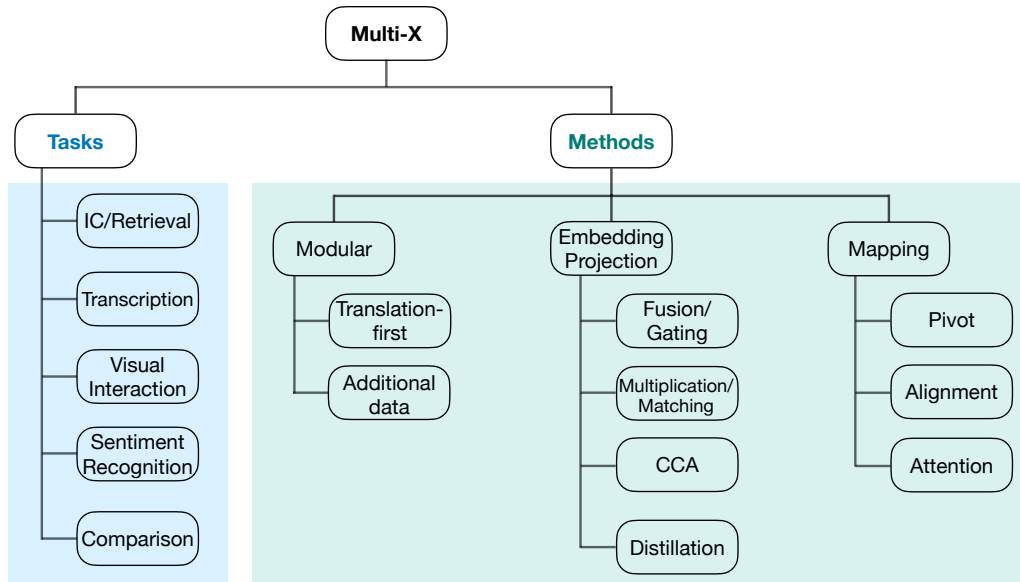 Multi-X
Tasks
Methods
IC/Retrieval
Transcription
Visual
Interaction
Sentiment
Recognition
Comparison
Modular
Translation-
first
Additional
data
Embedding
Projection
Fusion/
Gating
Multiplication/
Matching
CCA
Distillation
Mapping
Pivot
Alignment
Attention